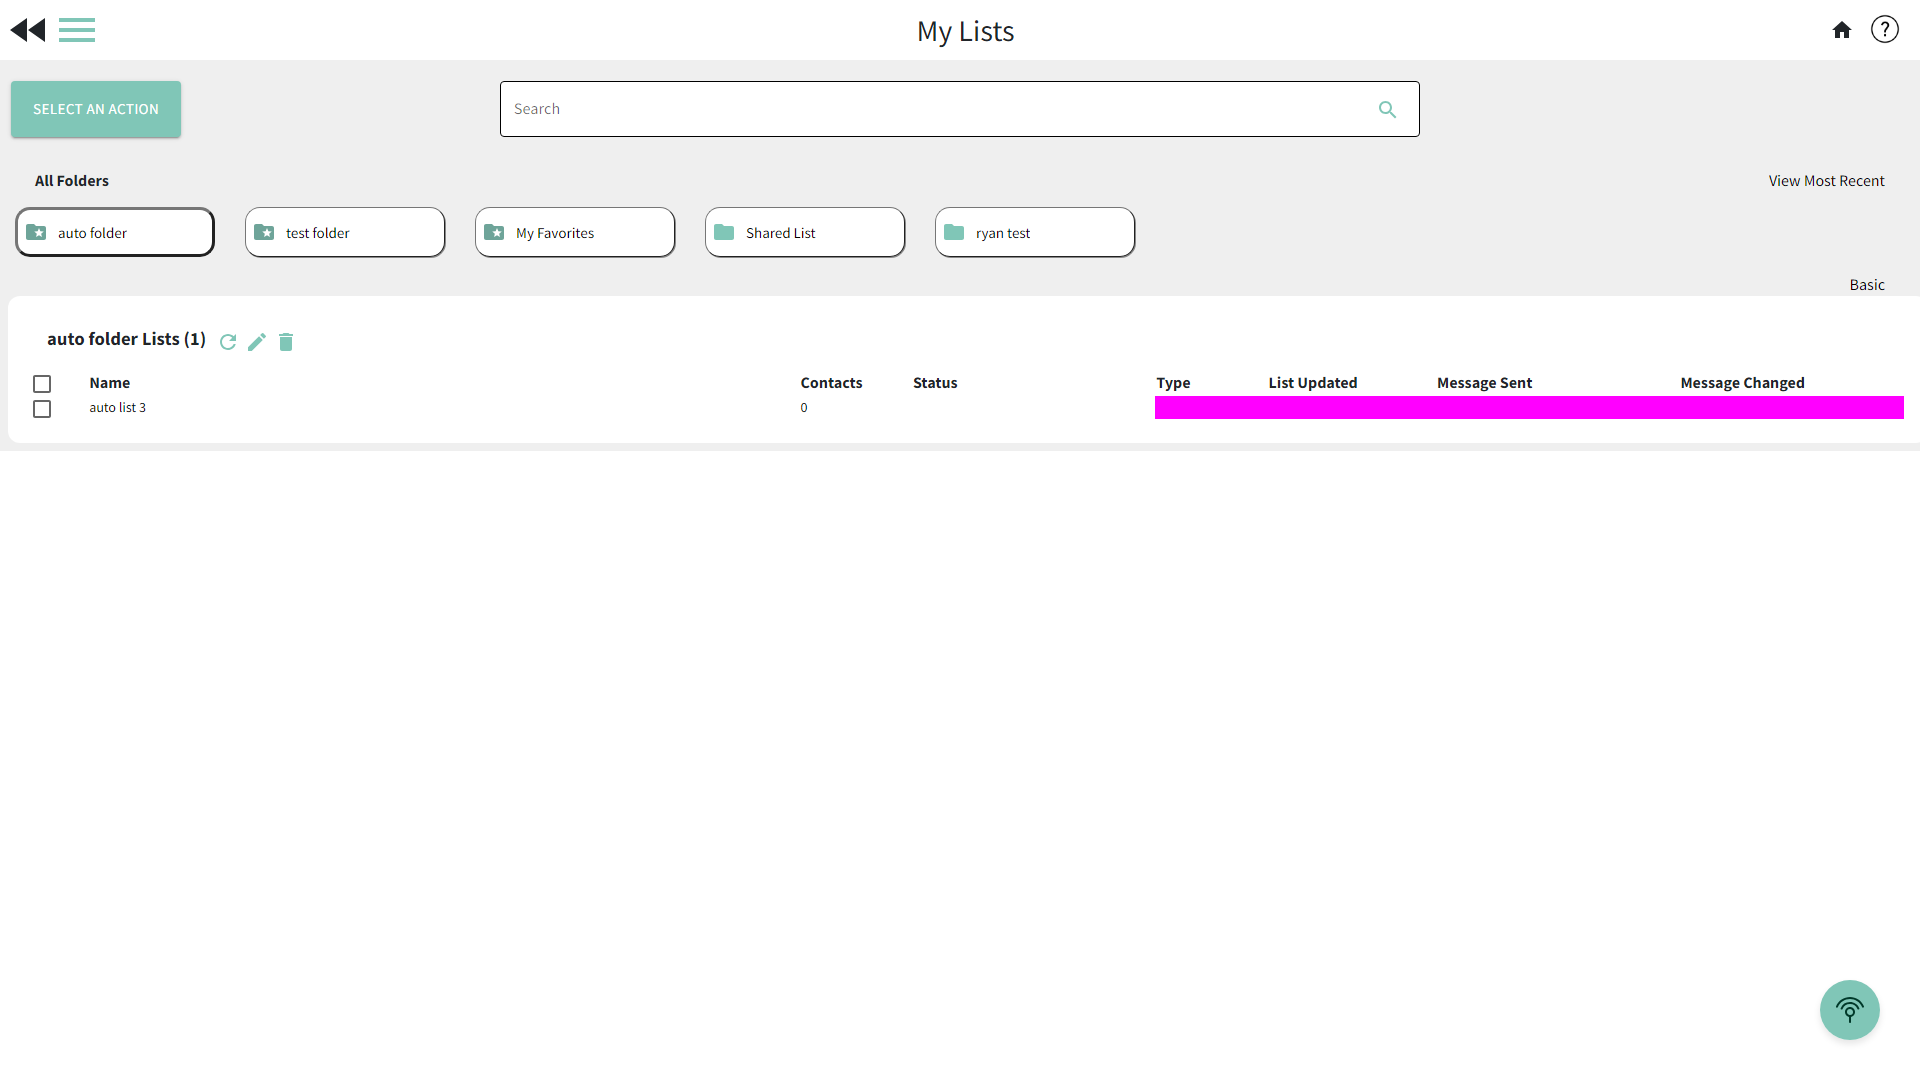 My Lists
SELECT AN ACTION
Search
All Folders
View Most Recent
auto folder
test folder
My Favorites
Shared List
ryan test
Basic
auto folder Lists (1)
Name Contacts Status Type List Updated Message Sent Message Changed
auto list 3 0